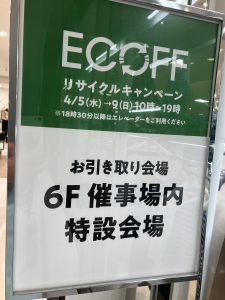 ECOFF
リサイクルキャンペーン
4/5(水)→9(日)10時~19時
※18時30分以降はエレベーターをご利用ください
お引き取り会場
6F 催事場内
特設会場